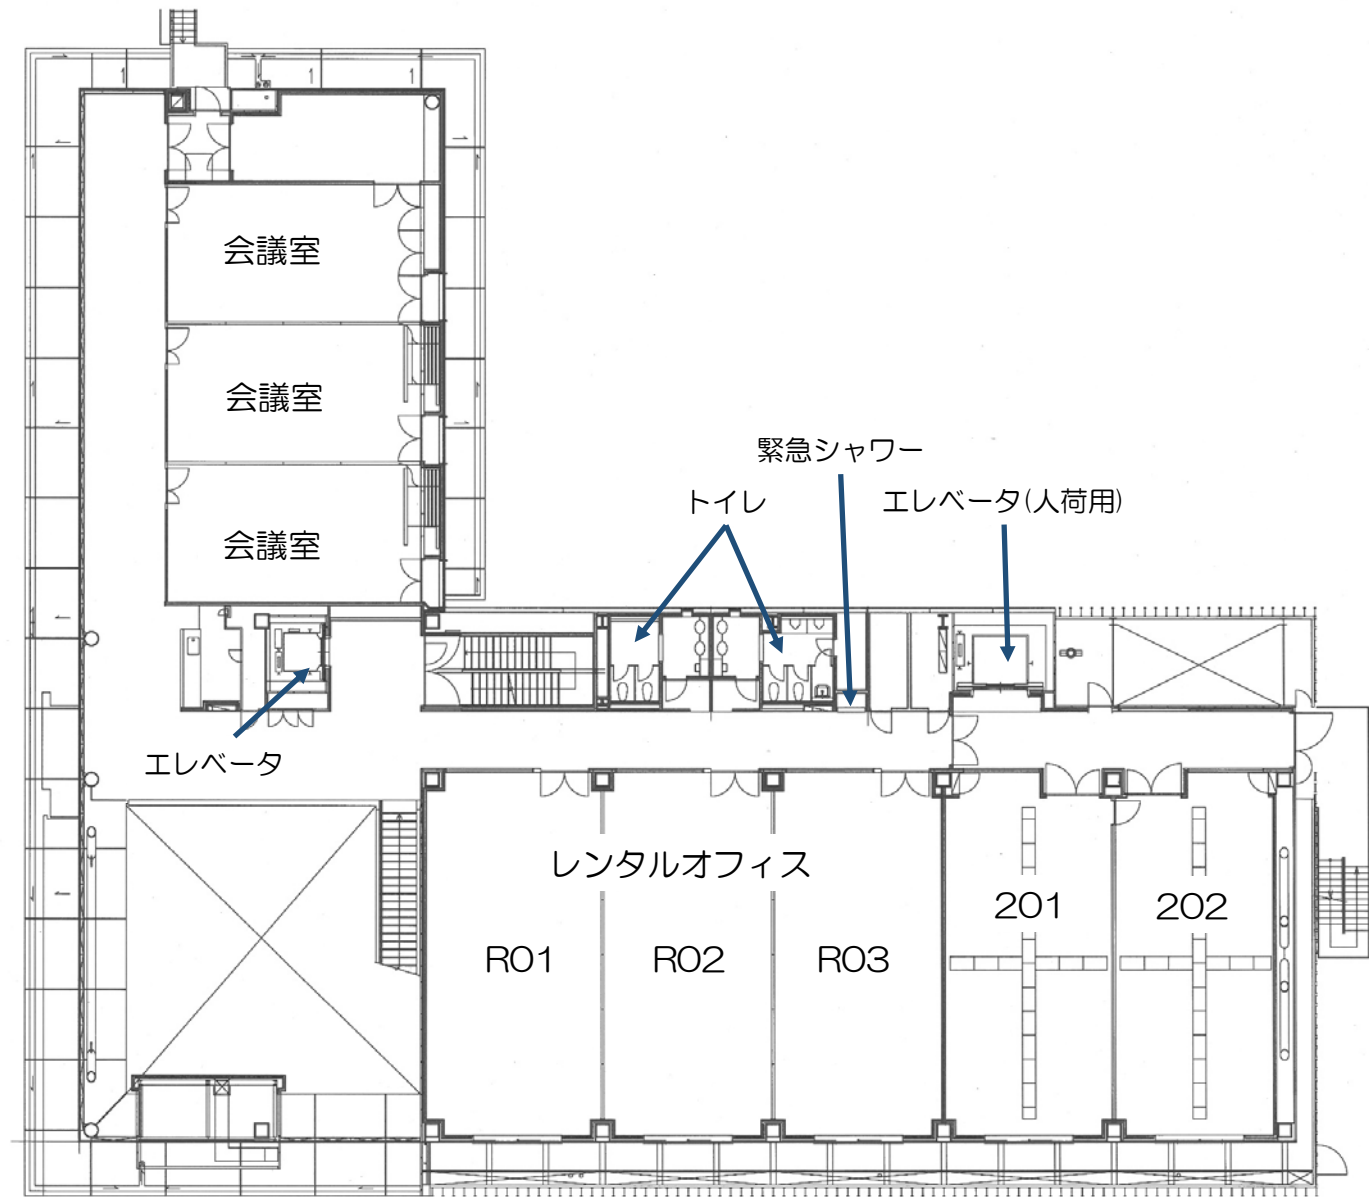 会議室
会議室
会議室
緊急シャワー
トイレ
エレベータ(人荷用)
エレベータ
レンタルオフィス
201
202
R01
R02
R03